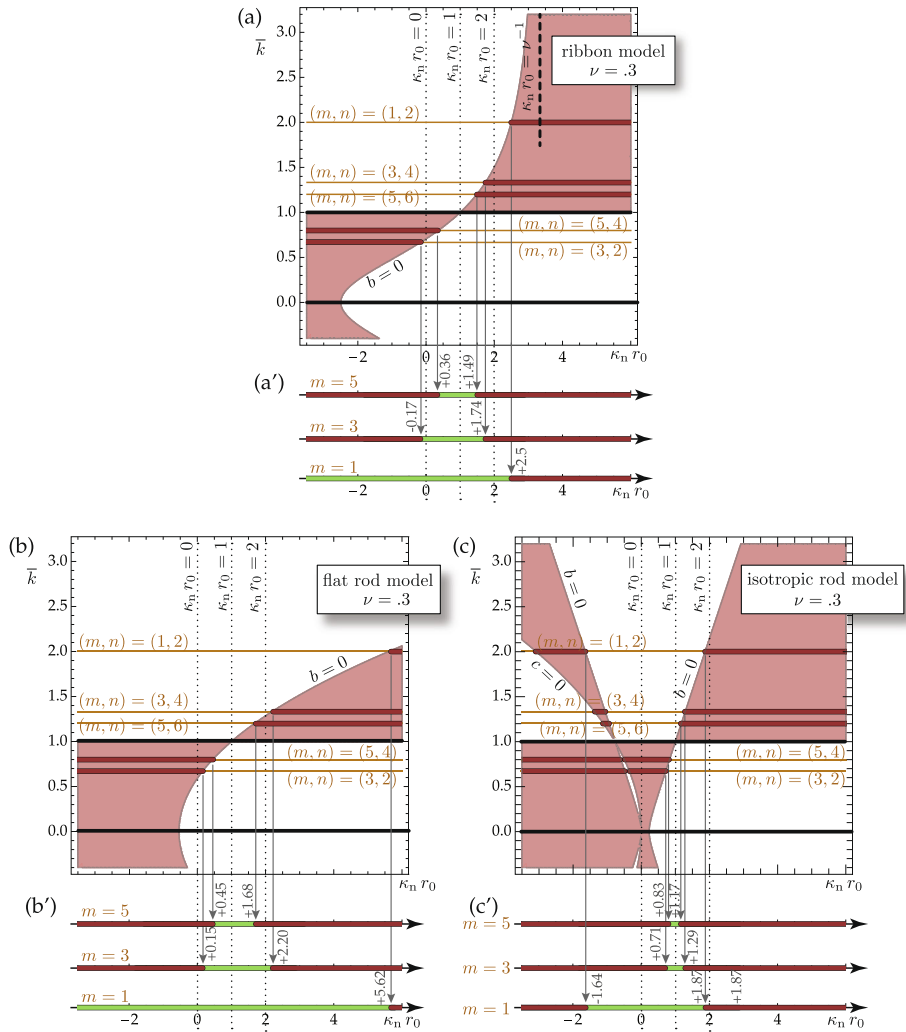 (a)
k̅
3.0
2.5
2.0
1.5
1.0
0.5
0.0
κₙ r₀ = 0
κₙ r₀ = 1
κₙ r₀ = 2
κₙ r₀ = ν⁻¹
ribbon model
ν = .3
(m, n) = (1, 2)
(m, n) = (3, 4)
(m, n) = (5, 6)
(m, n) = (5, 4)
(m, n) = (3, 2)
b = 0
−2 0 2 4 κₙ r₀
(a')
+0.36
+1.49
m = 5
-0.17
+1.74
m = 3
+2.5
m = 1
−2 0 2 4 κₙ r₀
(b)
k̅
3.0
2.5
2.0
1.5
1.0
0.5
0.0
κₙ r₀ = 0
κₙ r₀ = 1
κₙ r₀ = 2
flat rod model
ν = .3
(m, n) = (1, 2)
b = 0
(m, n) = (3, 4)
(m, n) = (5, 6)
(m, n) = (5, 4)
(m, n) = (3, 2)
κₙ r₀
(b')
+0.45
+1.68
m = 5
+0.15
+2.20
m = 3
+5.62
m = 1
−2 0 2 4 κₙ r₀
(c)
k̅
3.0
2.5
2.0
1.5
1.0
0.5
0.0
κₙ r₀ = 0
κₙ r₀ = 1
κₙ r₀ = 2
isotropic rod model
ν = .3
b = 0
(m, n) = (1, 2)
c = 0
b = 0
(m, n) = (3, 4)
(m, n) = (5, 6)
(m, n) = (5, 4)
(m, n) = (3, 2)
κₙ r₀
(c')
+0.83
+1.17
m = 5
+0.71
+1.29
m = 3
-1.64
+1.87
+1.87
m = 1
−2 0 2 4 κₙ r₀